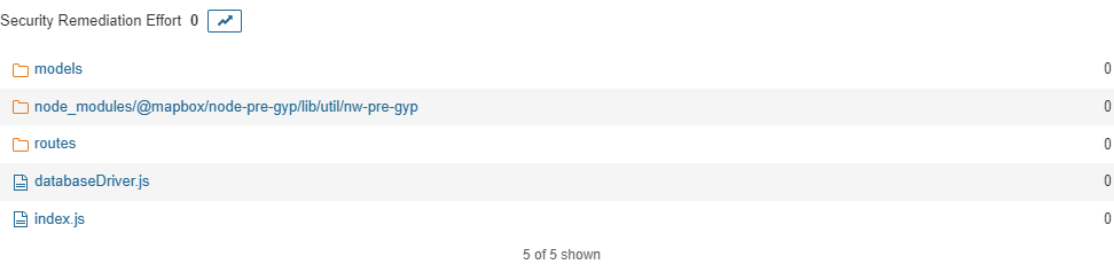 Security Remediation Effort 0
models 0
node_modules/@mapbox/node-pre-gyp/lib/util/nw-pre-gyp 0
routes 0
databaseDriver.js 0
index.js 0
5 of 5 shown